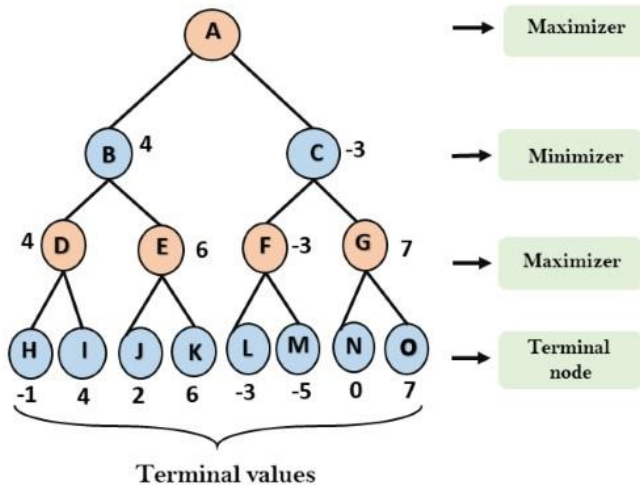 A
Maximizer
B 4 C -3
Minimizer
4 D E 6 F -3 G 7
Maximizer
H I J K L M N O
Terminal
node
-1 4 2 6 -3 -5 0 7
Terminal values